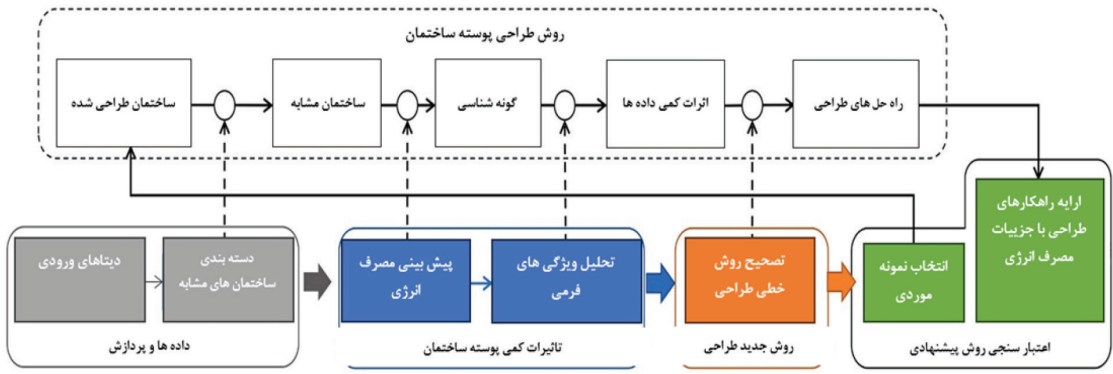 روش طراحی پوسته ساختمان
ساختمان طراحی شده
ساختمان مشابه
گونه شناسی
اثرات کمی داده ها
راه حل های طراحی
دیتاهای ورودی
دسته بندی
ساختمان های مشابه
داده ها و پردازش
پیش بینی مصرف
انرژی
تحلیل ویژگی های
فرمی
تاثیرات کمی پوسته ساختمان
تصحیح روش
خطی طراحی
روش جدید طراحی
انتخاب نمونه
موردی
ارایه راهکارهای
طراحی با جزییات
مصرف انرژی
اعتبار سنجی روش پیشنهادی